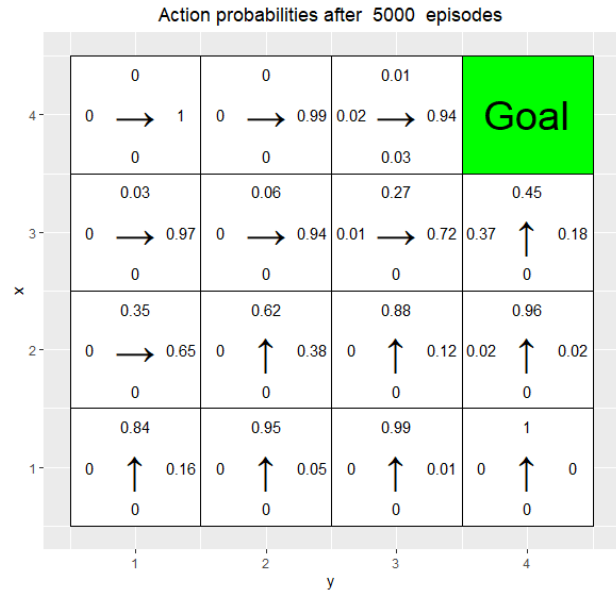 Action probabilities after 5000 episodes
0 0 0.01
4 0 → 1 0 → 0.99 0.02 → 0.94 Goal
0 0 0.03
0.03 0.06 0.27 0.45
3 0 → 0.97 0 → 0.94 0.01 → 0.72 0.37 ↑ 0.18
0 0 0 0
x
0.35 0.62 0.88 0.96
2 0 → 0.65 0 ↑ 0.38 0 ↑ 0.12 0.02 ↑ 0.02
0 0 0 0
0.84 0.95 0.99 1
1 0 ↑ 0.16 0 ↑ 0.05 0 ↑ 0.01 0 ↑ 0
0 0 0 0
1 2 3 4
y